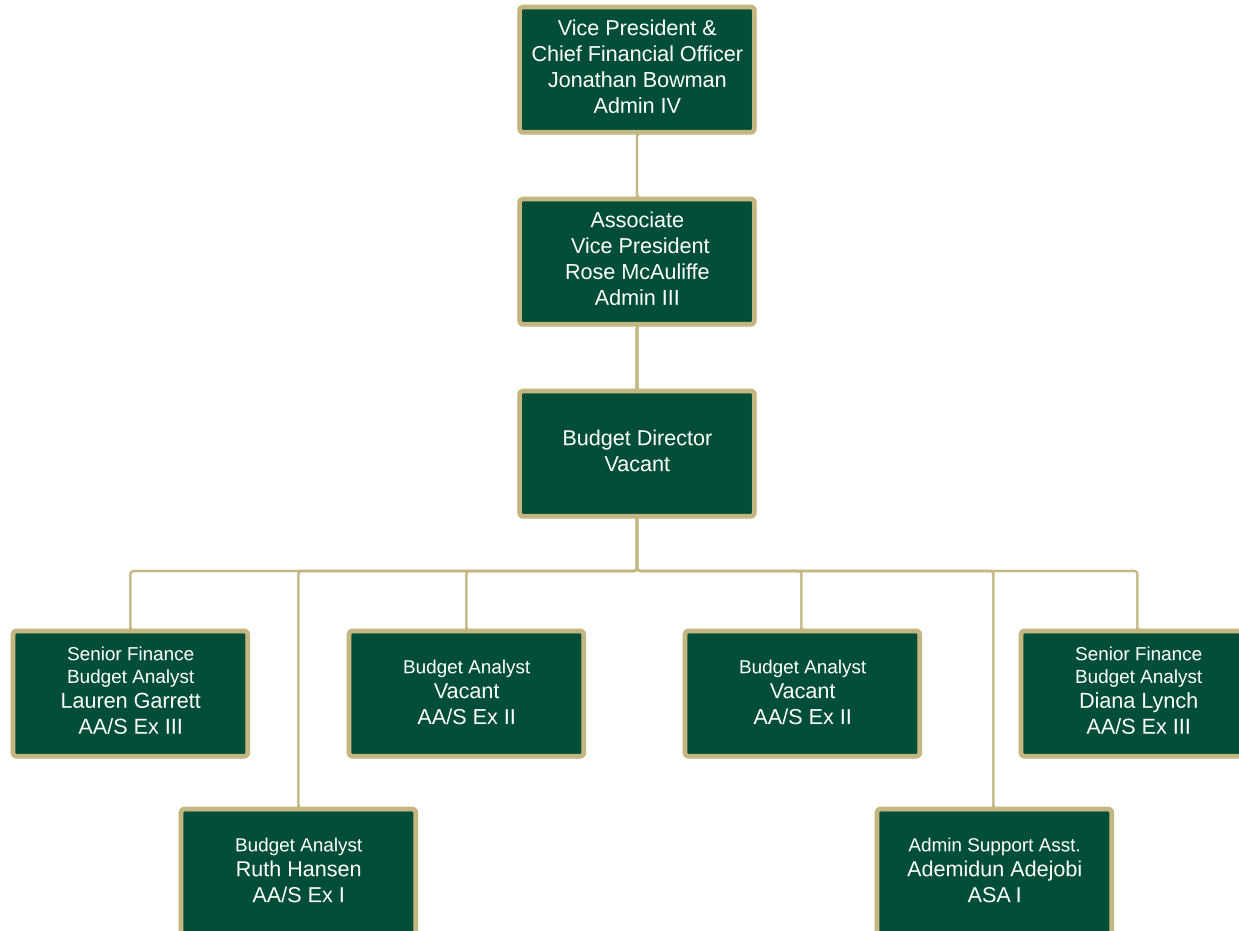 Vice President &
Chief Financial Officer
Jonathan Bowman
Admin IV
Associate
Vice President
Rose McAuliffe
Admin III
Budget Director
Vacant
Senior Finance
Budget Analyst
Lauren Garrett
AA/S Ex III
Budget Analyst
Vacant
AA/S Ex II
Budget Analyst
Vacant
AA/S Ex II
Senior Finance
Budget Analyst
Diana Lynch
AA/S Ex III
Budget Analyst
Ruth Hansen
AA/S Ex I
Admin Support Asst.
Ademidun Adejobi
ASA I